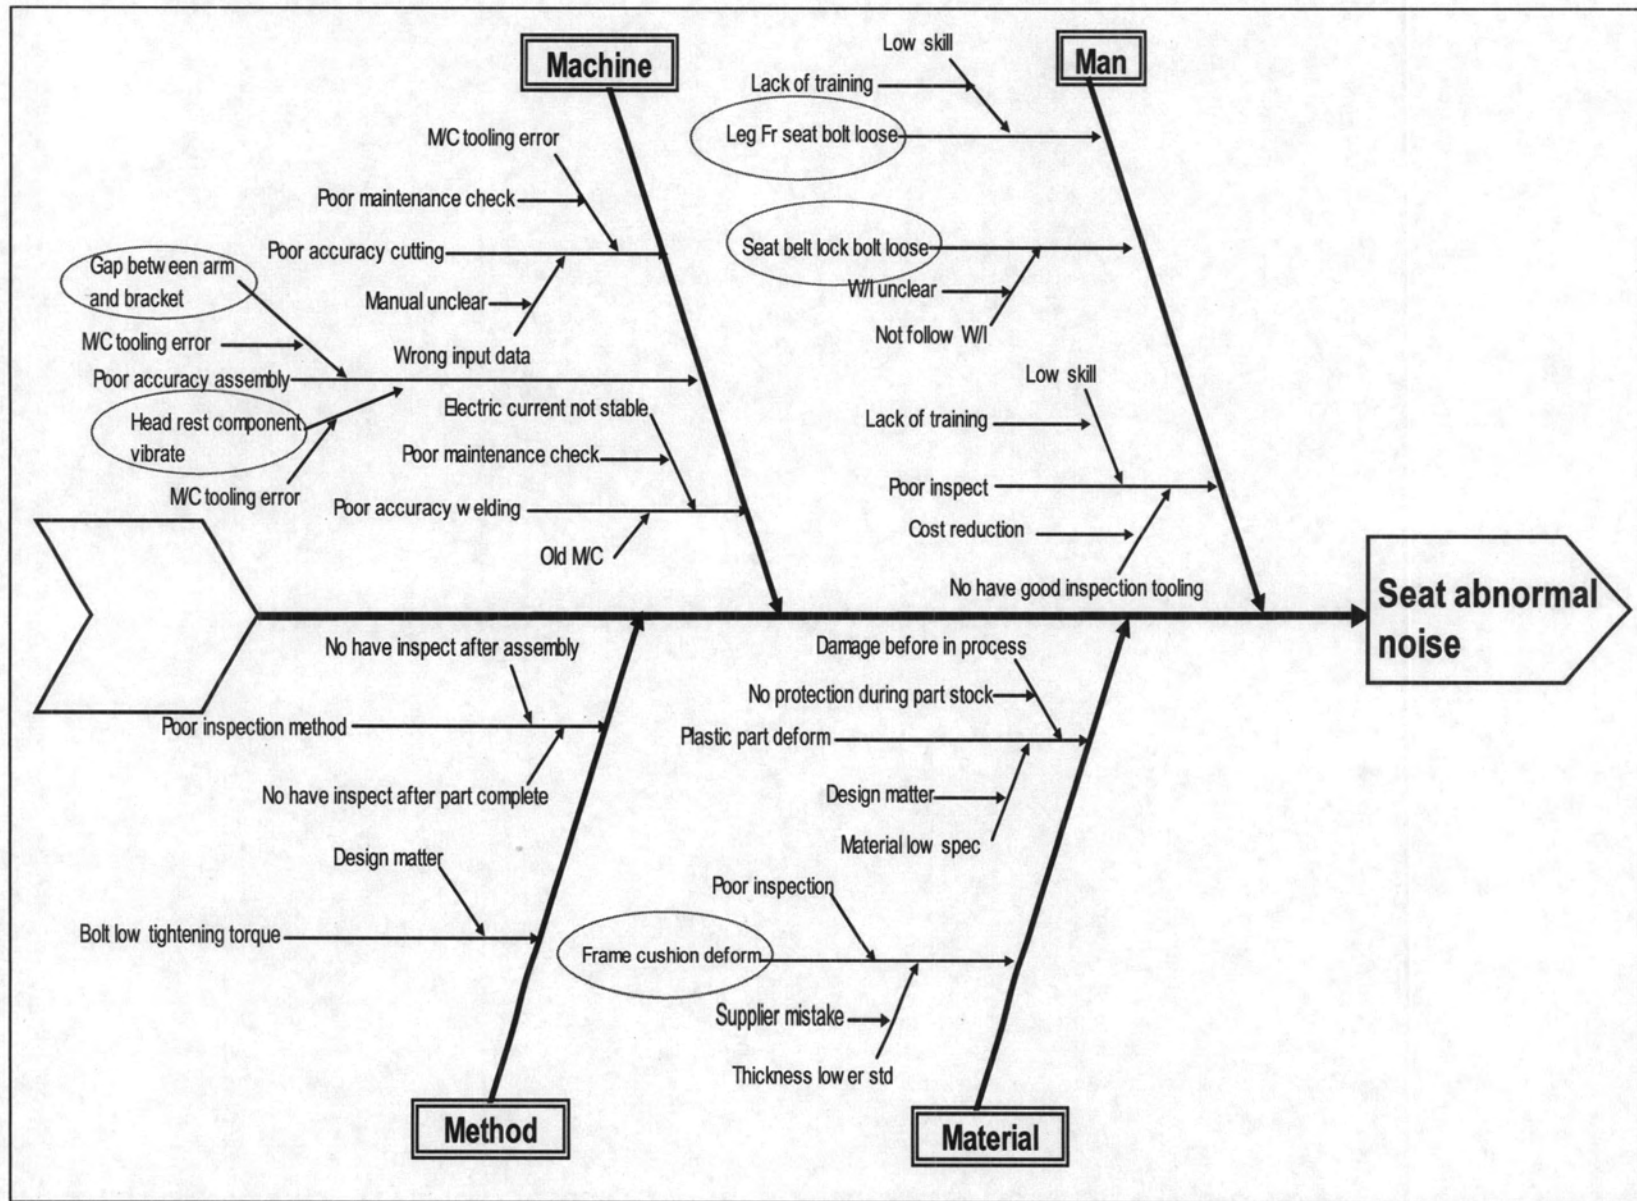 Machine
Man
Low skill
Lack of training
Leg Fr seat bolt loose
M/C tooling error
Poor maintenance check
Poor accuracy cutting
Manual unclear
Wrong input data
Seat belt lock bolt loose
W/I unclear
Not follow W/I
Gap between arm
and bracket
M/C tooling error
Poor accuracy assembly
Head rest component
vibrate
M/C tooling error
Electric current not stable
Poor maintenance check
Poor accuracy welding
Old M/C
Low skill
Lack of training
Poor inspect
Cost reduction
No have good inspection tooling
Seat abnormal
noise
No have inspect after assembly
Poor inspection method
No have inspect after part complete
Design matter
Bolt low tightening torque
Damage before in process
No protection during part stock
Plastic part deform
Design matter
Material low spec
Poor inspection
Frame cushion deform
Supplier mistake
Thickness lower std
Method
Material